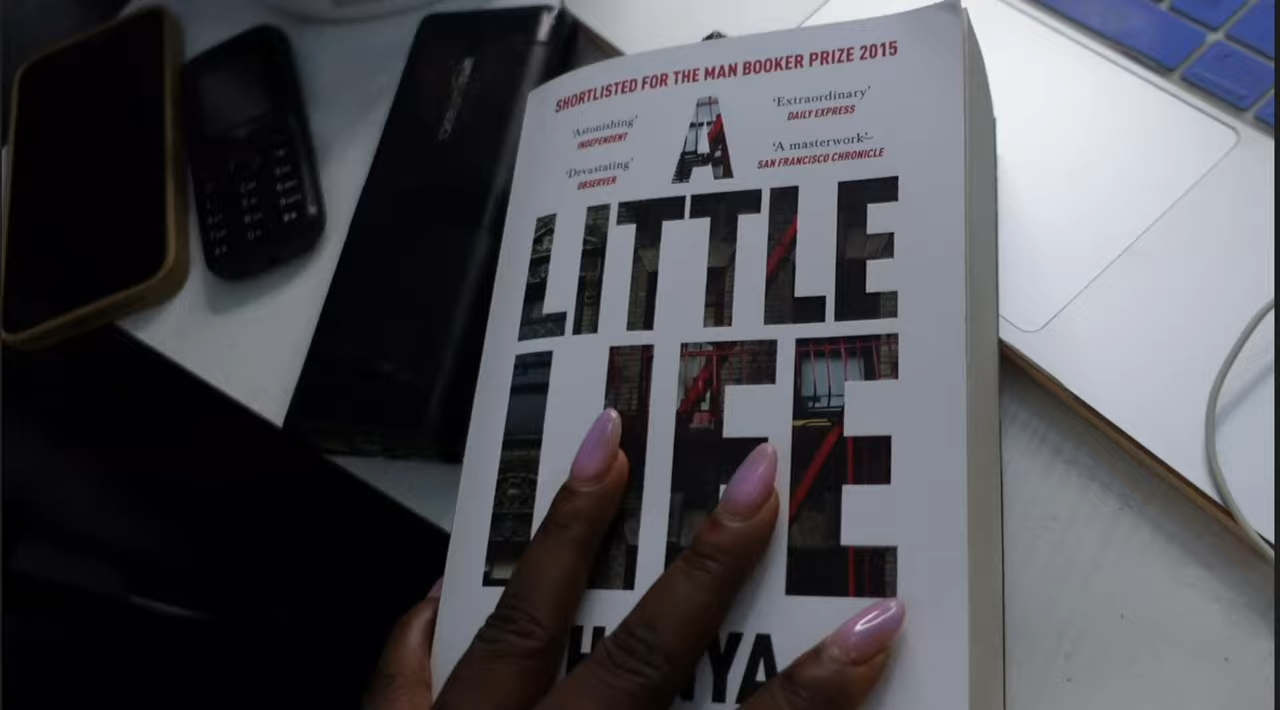 SHORTLISTED FOR THE MAN BOOKER PRIZE 2015
'Astonishing'
INDEPENDENT
'Devastating'
OBSERVER
'Extraordinary'
DAILY EXPRESS
'A masterwork'
SAN FRANCISCO CHRONICLE
A
LITTLE
LIFE